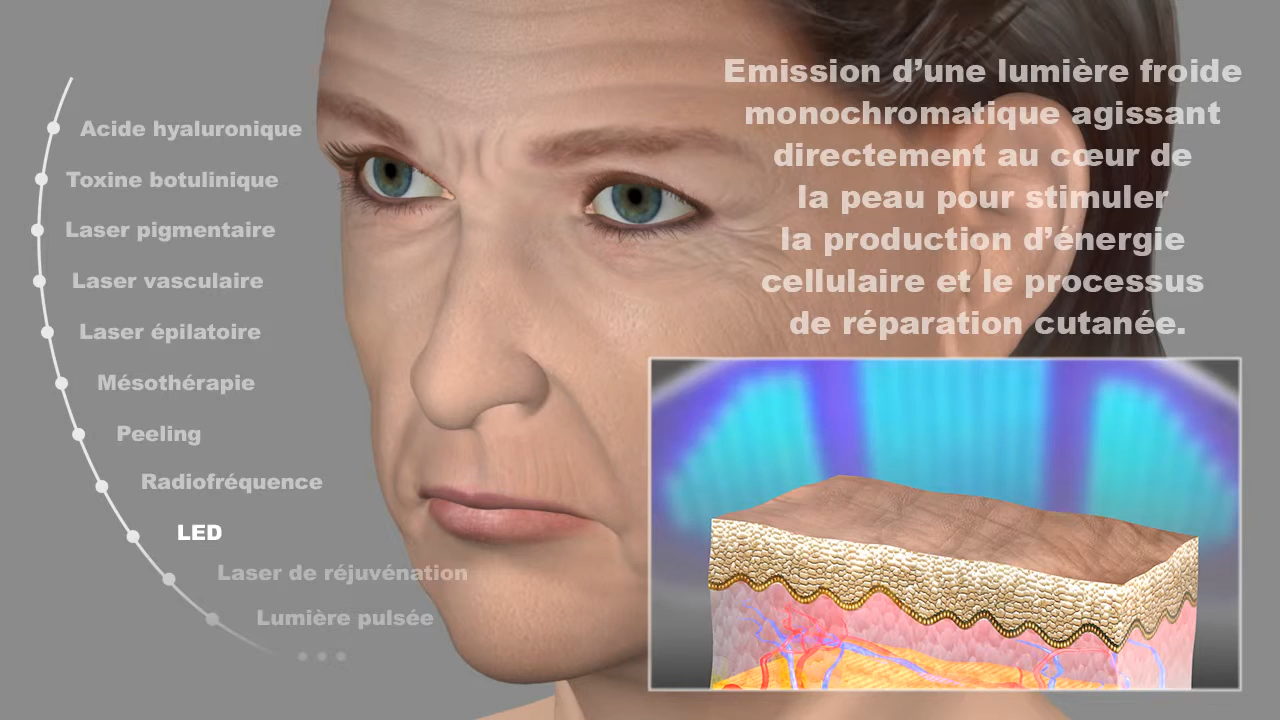 Acide hyaluronique
Toxine botulinique
Laser pigmentaire
Laser vasculaire
Laser épilatoire
Mésothérapie
Peeling
Radiofréquence
LED
Laser de réjuvénation
Lumière pulsée
Emission d’une lumière froide
monochromatique agissant
directement au cœur de
la peau pour stimuler
la production d’énergie
cellulaire et le processus
de réparation cutanée.